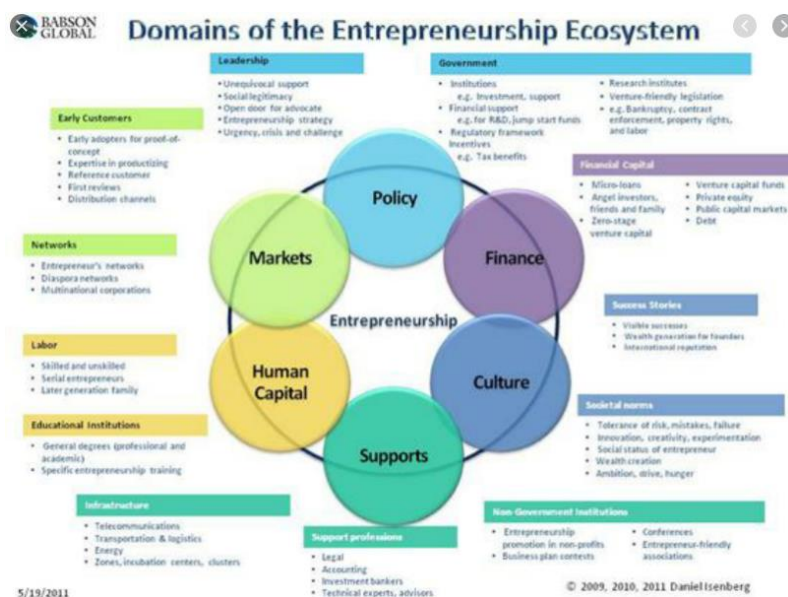 BABSON
GLOBAL
Domains of the Entrepreneurship Ecosystem
Leadership
• Unequivocal support
• Social legitimacy
• Open door for advocate
• Entrepreneurship strategy
• Urgency, crisis and challenge
Government
• Institutions
e.g. Investment, support
• Financial support
e.g. for R&D, jump start funds
• Regulatory framework
Incentives
e.g. Tax benefits
• Research institutes
• Venture-friendly legislation
• e.g. Bankruptcy, contract
enforcement, property rights,
and labor
Early Customers
• Early adopters for proof-of-
concept
• Expertise in productizing
• Reference customer
• First reviews
• Distribution channels
Financial Capital
• Micro-loans
• Angel investors,
friends and family
• Zero-stage
venture capital
• Venture capital funds
• Private equity
• Public capital markets
• Debt
Networks
• Entrepreneur's networks
• Diaspora networks
• Multinational corporations
Success Stories
• Visible successes
• Wealth generation for founders
• International reputation
Labor
• Skilled and unskilled
• Serial entrepreneurs
• Later generation family
Societal norms
• Tolerance of risk, mistakes, failure
• Innovation, creativity, experimentation
• Social status of entrepreneur
• Wealth creation
• Ambition, drive, hunger
Educational Institutions
• General degrees (professional and
academic)
• Specific entrepreneurship training
Policy
Markets
Finance
Entrepreneurship
Human
Capital
Culture
Supports
Infrastructure
• Telecommunications
• Transportation & logistics
• Energy
• Zones, incubation centers, clusters
Support professions
• Legal
• Accounting
• Investment bankers
• Technical experts, advisors
Non-Government Institutions
• Entrepreneurship
promotion in non-profits
• Business plan contests
• Conferences
• Entrepreneur-friendly
associations
5/19/2011
© 2009, 2010, 2011 Daniel Isenberg